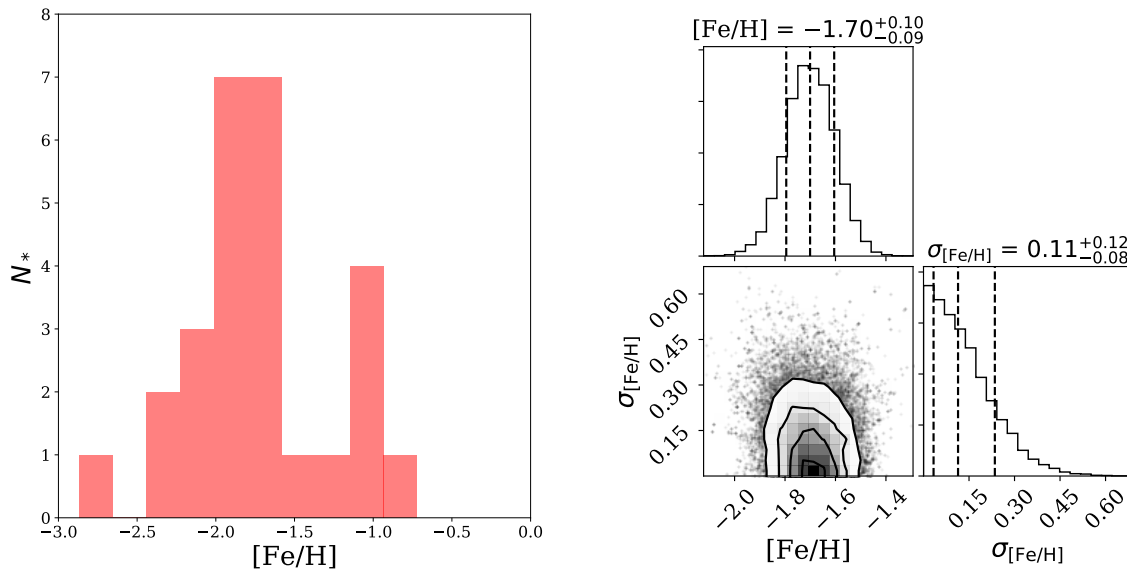 8
7
6
5
4
3
2
1
0
N*
−3.0 −2.5 −2.0 −1.5 −1.0 −0.5 0.0
[Fe/H]
[Fe/H] = −1.70+0.10−0.09
σ[Fe/H] = 0.11+0.12−0.08
0.60
0.45
0.30
0.15
σ[Fe/H]
−2.0 −1.8 −1.6 −1.4
[Fe/H]
0.15 0.30 0.45 0.60
σ[Fe/H]